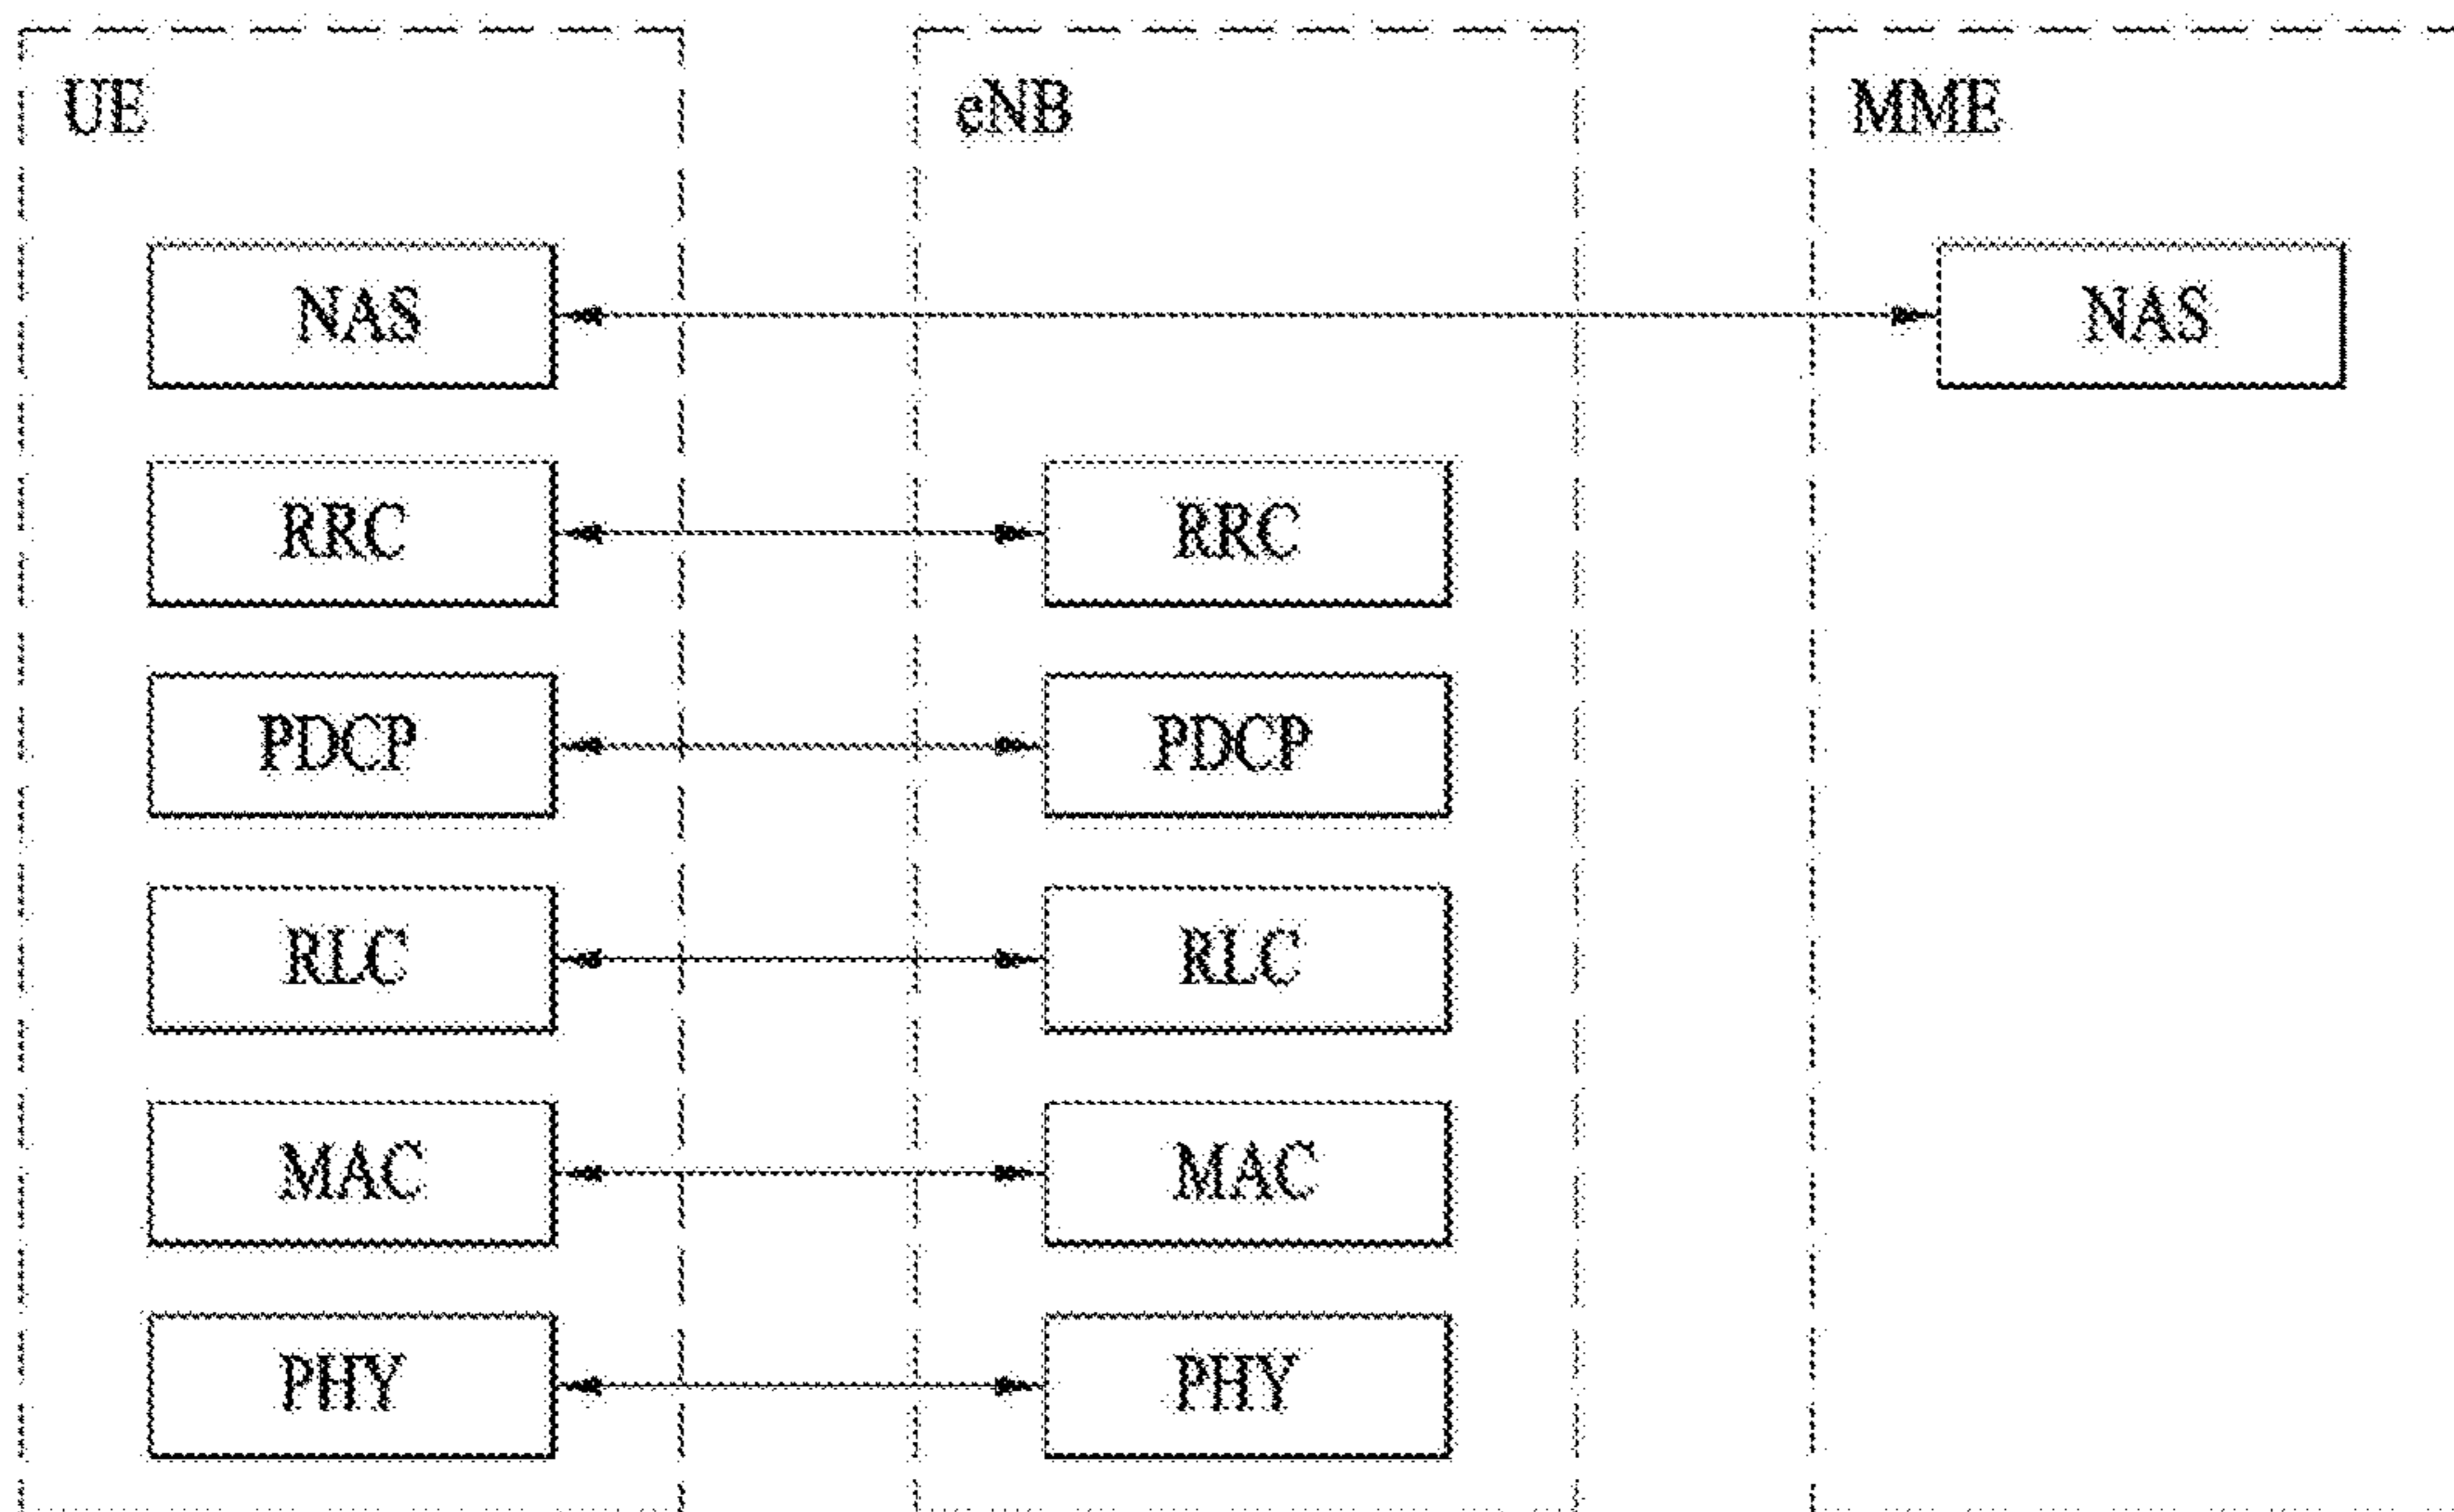 UE eNB MME
NAS NAS
RRC RRC
PDCP PDCP
RLC RLC
MAC MAC
PHY PHY